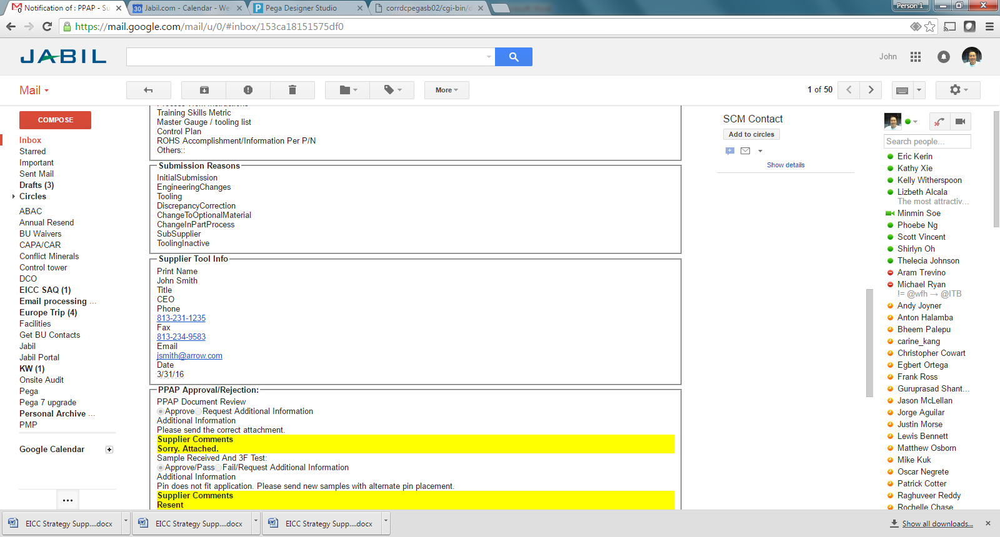 Notification of : PPAP - Su
Jabil.com - Calendar - We
Pega Designer Studio
corrdcpegasb02/cgi-bin/d
Person 1
https://mail.google.com/mail/u/0/#inbox/153ca18151575df0
JABIL
John
Mail
More
1 of 50
COMPOSE
Inbox
Starred
Important
Sent Mail
Drafts (3)
Circles
ABAC
Annual Resend
BU Waivers
CAPA/CAR
Conflict Minerals
Control tower
DCO
EICC SAQ (1)
Email processing ...
Europe Trip (4)
Facilities
Get BU Contacts
Jabil
Jabil Portal
KW (1)
Onsite Audit
Pega
Pega 7 upgrade
Personal Archive ...
PMP
Google Calendar
Training Skills Metric
Master Gauge / tooling list
Control Plan
ROHS Accomplishment/Information Per P/N
Others::
Submission Reasons
InitialSubmission
EngineeringChanges
Tooling
DiscrepancyCorrection
ChangeToOptionalMaterial
ChangeInPartProcess
SubSupplier
ToolingInactive
Supplier Tool Info
Print Name
John Smith
Title
CEO
Phone
813-231-1235
Fax
813-234-9583
Email
jsmith@arrow.com
Date
3/31/16
PPAP Approval/Rejection:
PPAP Document Review
Approve Request Additional Information
Additional Information
Please send the correct attachment.
Supplier Comments
Sorry. Attached.
Sample Received And 3F Test:
Approve/Pass Fail/Request Additional Information
Additional Information
Pin does not fit application. Please send new samples with alternate pin placement.
Supplier Comments
Resent
SCM Contact
Add to circles
Show details
Search people...
Eric Kerin
Kathy Xie
Kelly Witherspoon
Lizbeth Alcala
The most attractiv...
Minmin Soe
Phoebe Ng
Scott Vincent
Shirlyn Oh
Thelecia Johnson
Aram Trevino
Michael Ryan
!= @wfh → @ITB
Andy Joyner
Anton Halamba
Bheem Palepu
carine_kang
Christopher Cowart
Egbert Ortega
Frank Ross
Guruprasad Shant...
Jason McLellan
Jorge Aguilar
Justin Morse
Lewis Bennett
Matthew Osborn
Mike Kuk
Oscar Negrete
Patrick Cotter
Raghuveer Reddy
Rochelle Chase
EICC Strategy Supp....docx
EICC Strategy Supp....docx
EICC Strategy Supp....docx
Show all downloads...